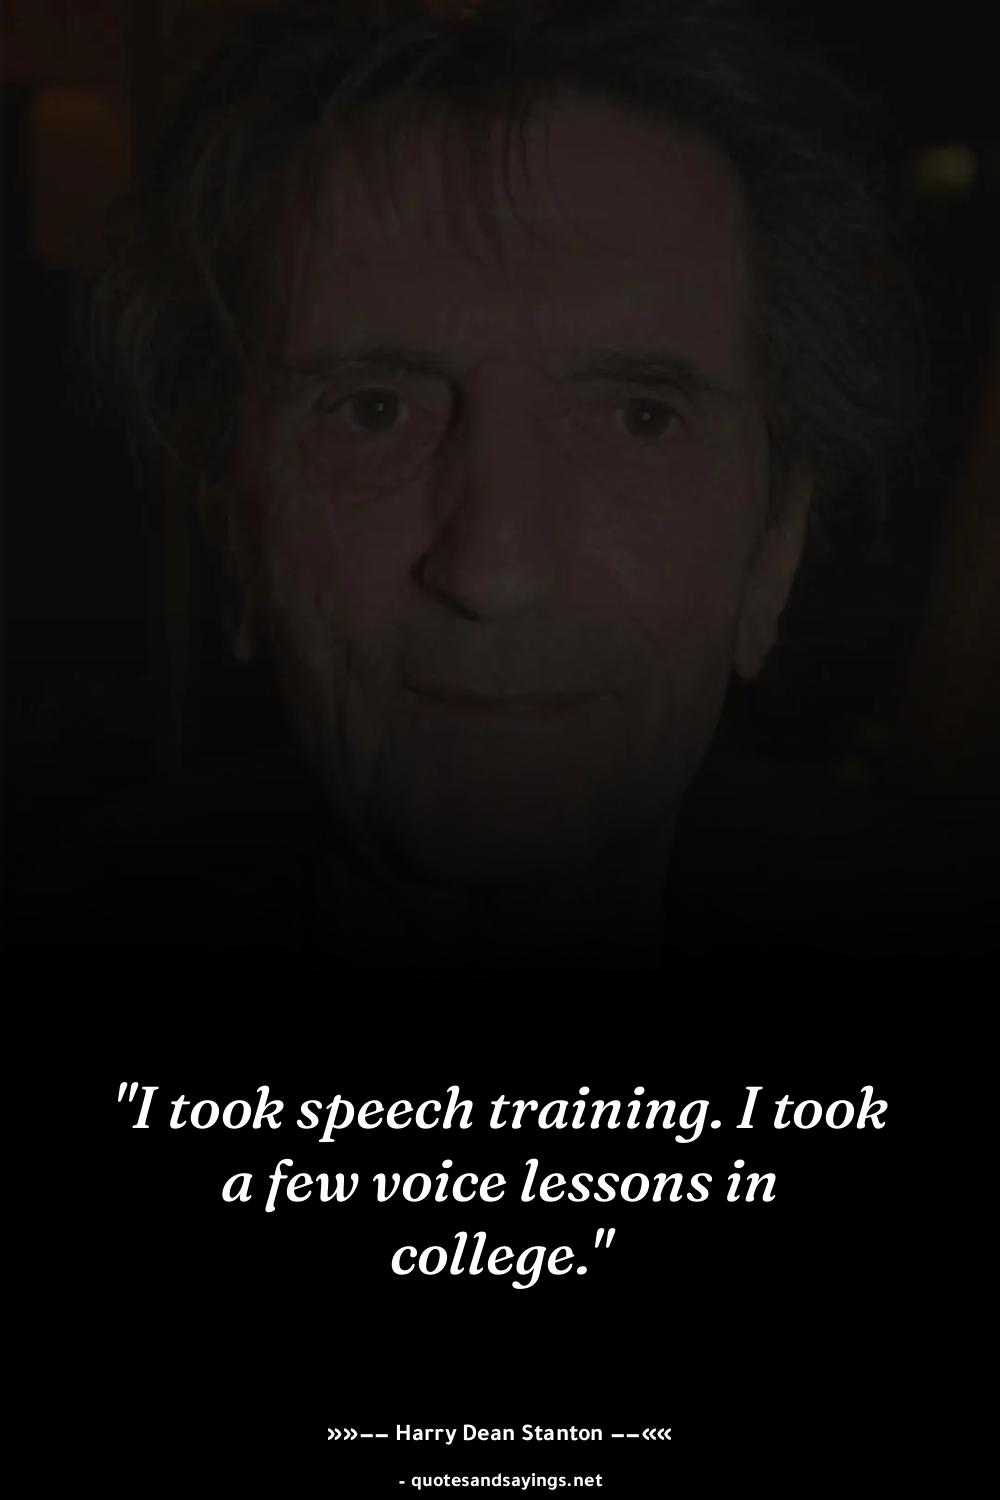 "I took speech training. I took
a few voice lessons in
college."
»»−− Harry Dean Stanton −−««
- quotesandsayings.net